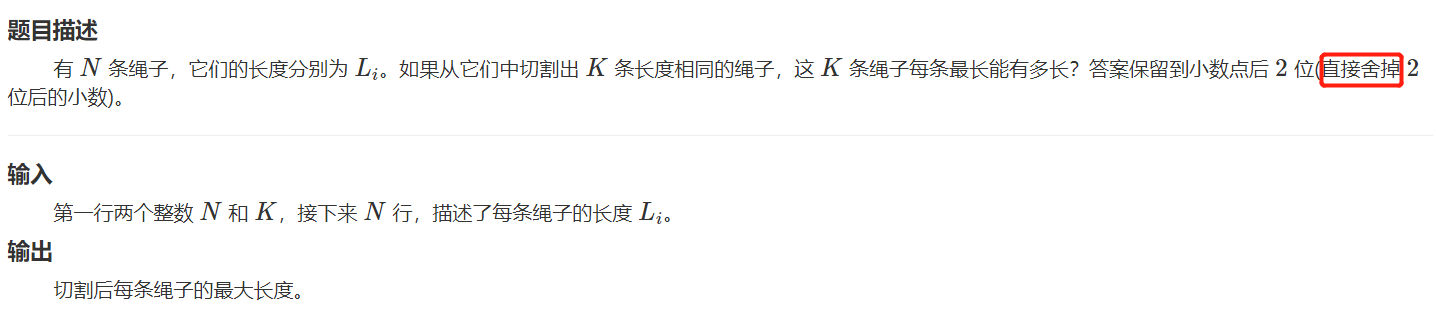 题目描述
有 N 条绳子，它们的长度分别为 Li。如果从它们中切割出 K 条长度相同的绳子，这 K 条绳子每条最长能有多长？答案保留到小数点后 2 位(直接舍掉 2
位后的小数)。
输入
第一行两个整数 N 和 K，接下来 N 行，描述了每条绳子的长度 Li。
输出
切割后每条绳子的最大长度。